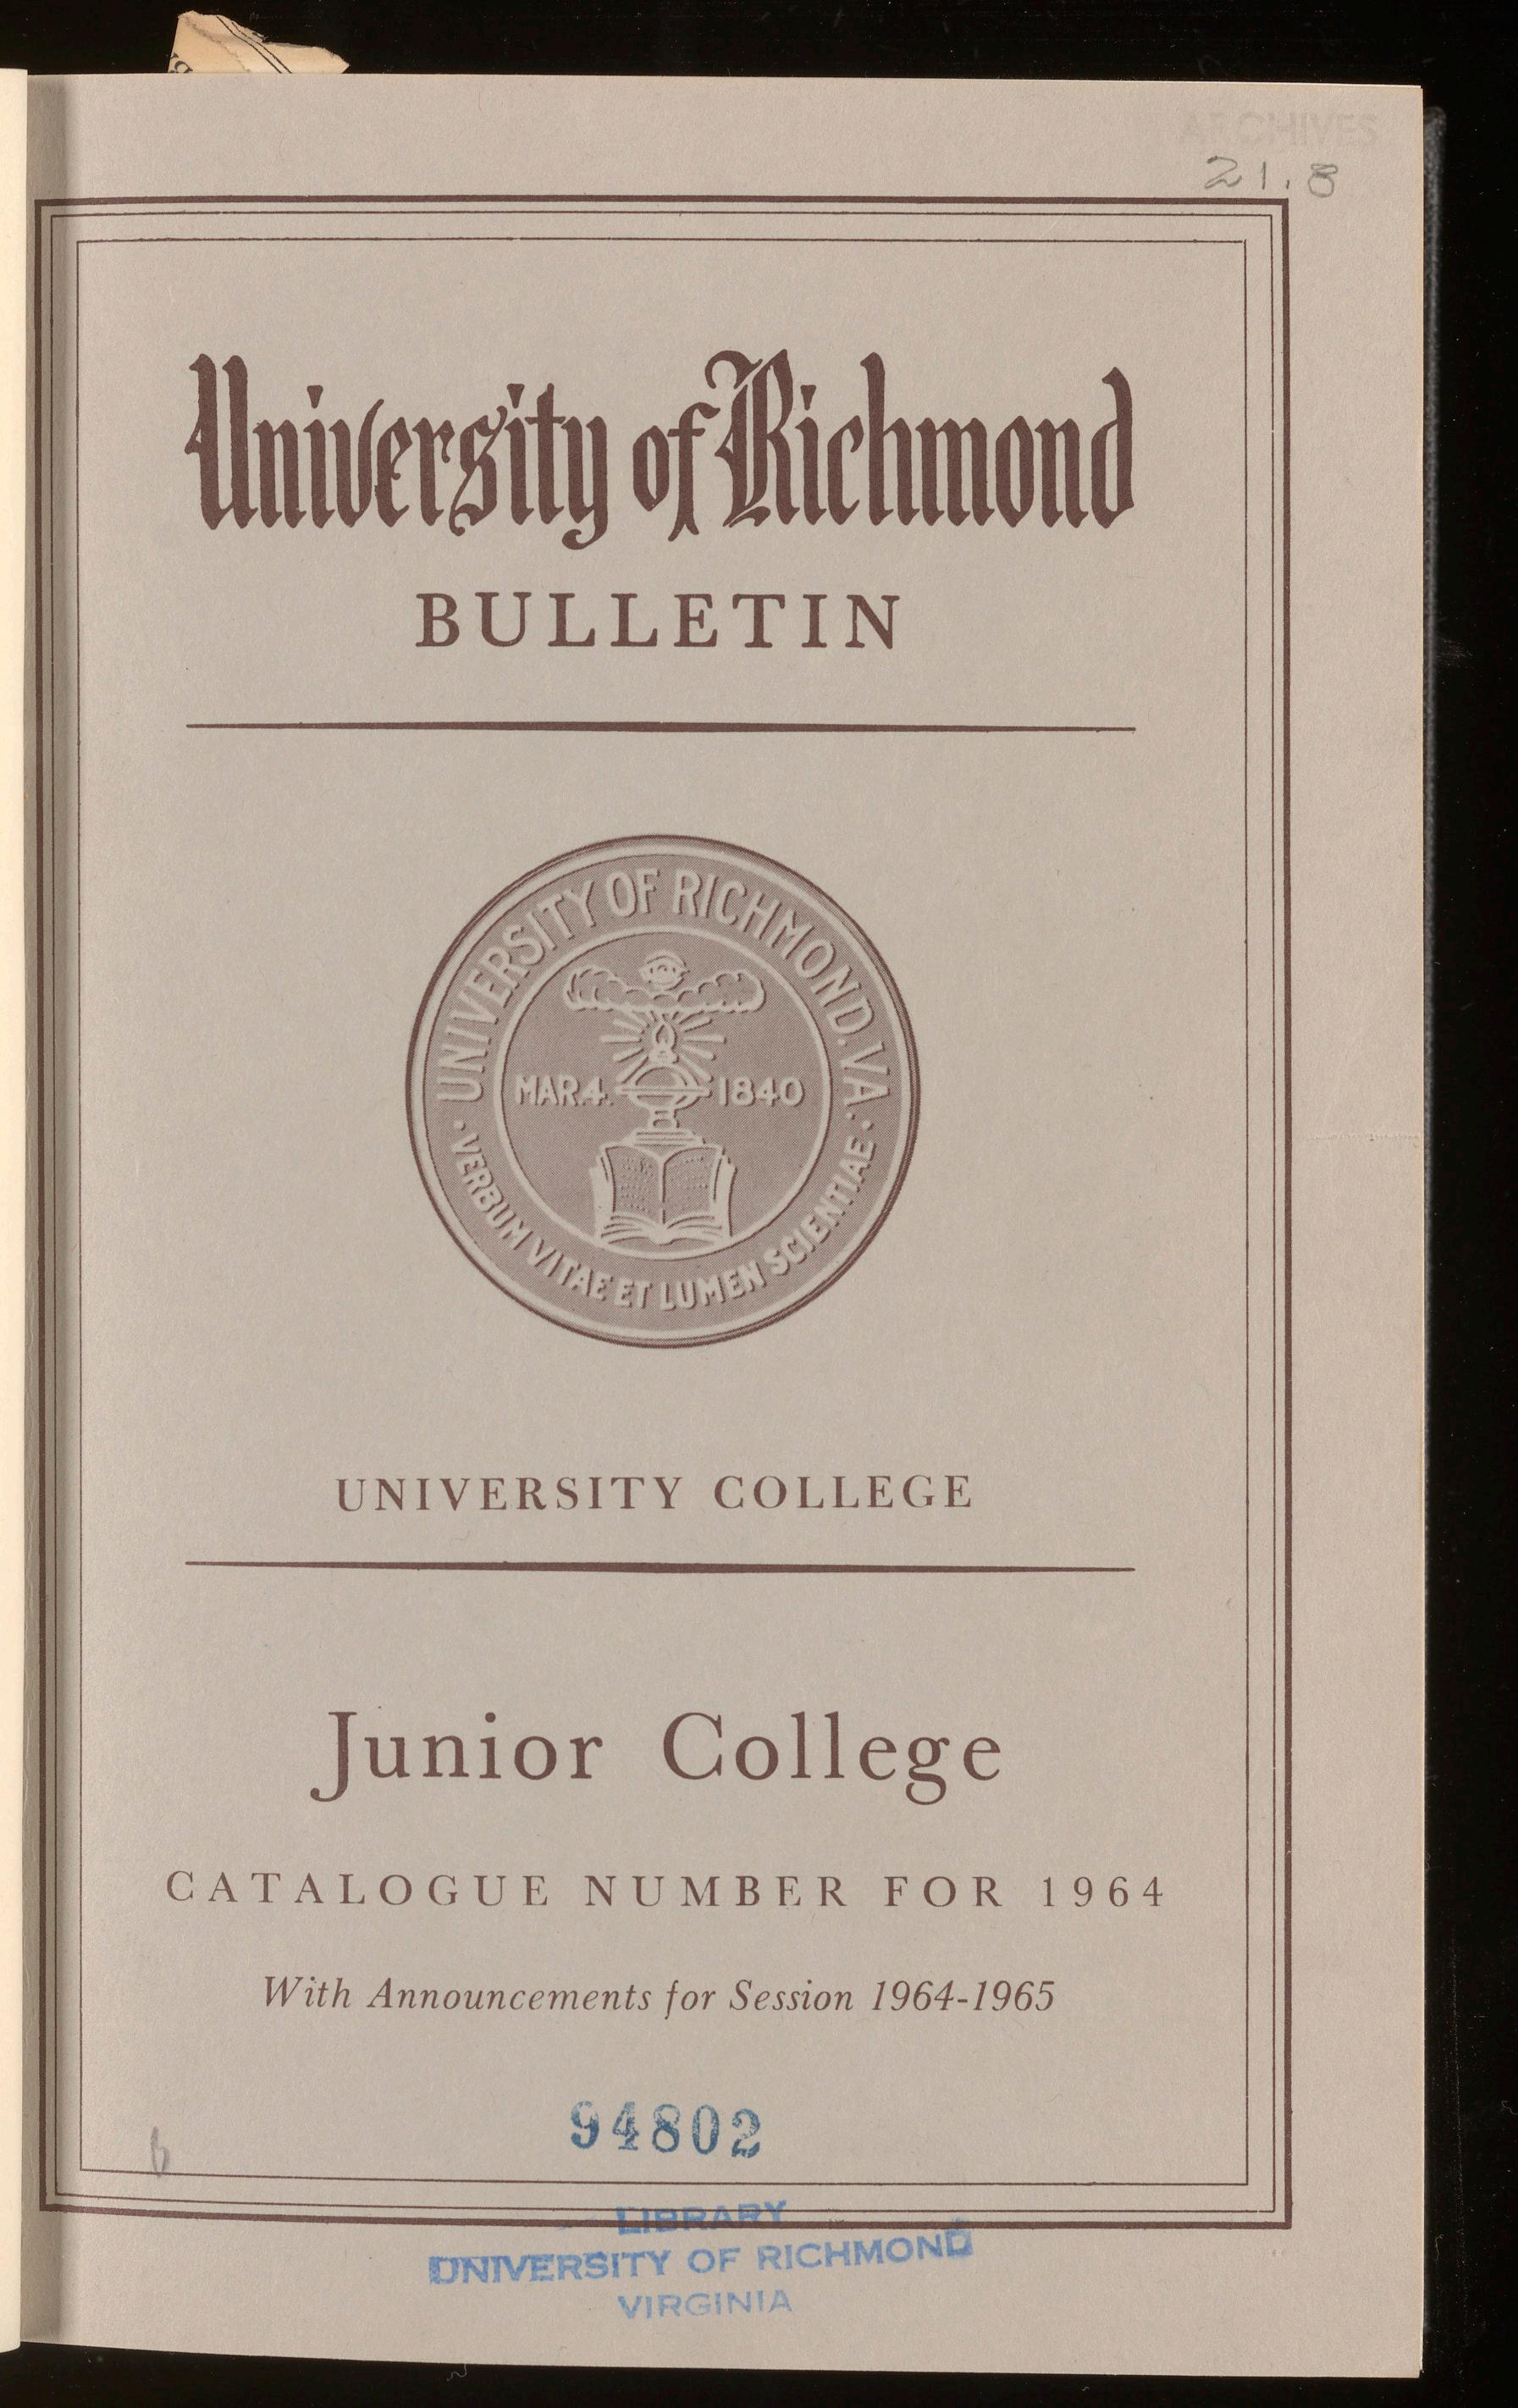 ARCHIVES
21.8
University of Richmond
BULLETIN
UNIVERSITY OF RICHMOND. VA.
MAR. 4. 1840
· VERBUM VITAE ET LUMEN SCIENTIAE ·
UNIVERSITY COLLEGE
Junior College
CATALOGUE NUMBER FOR 1964
With Announcements for Session 1964-1965
94802
LIBRARY
UNIVERSITY OF RICHMOND
VIRGINIA